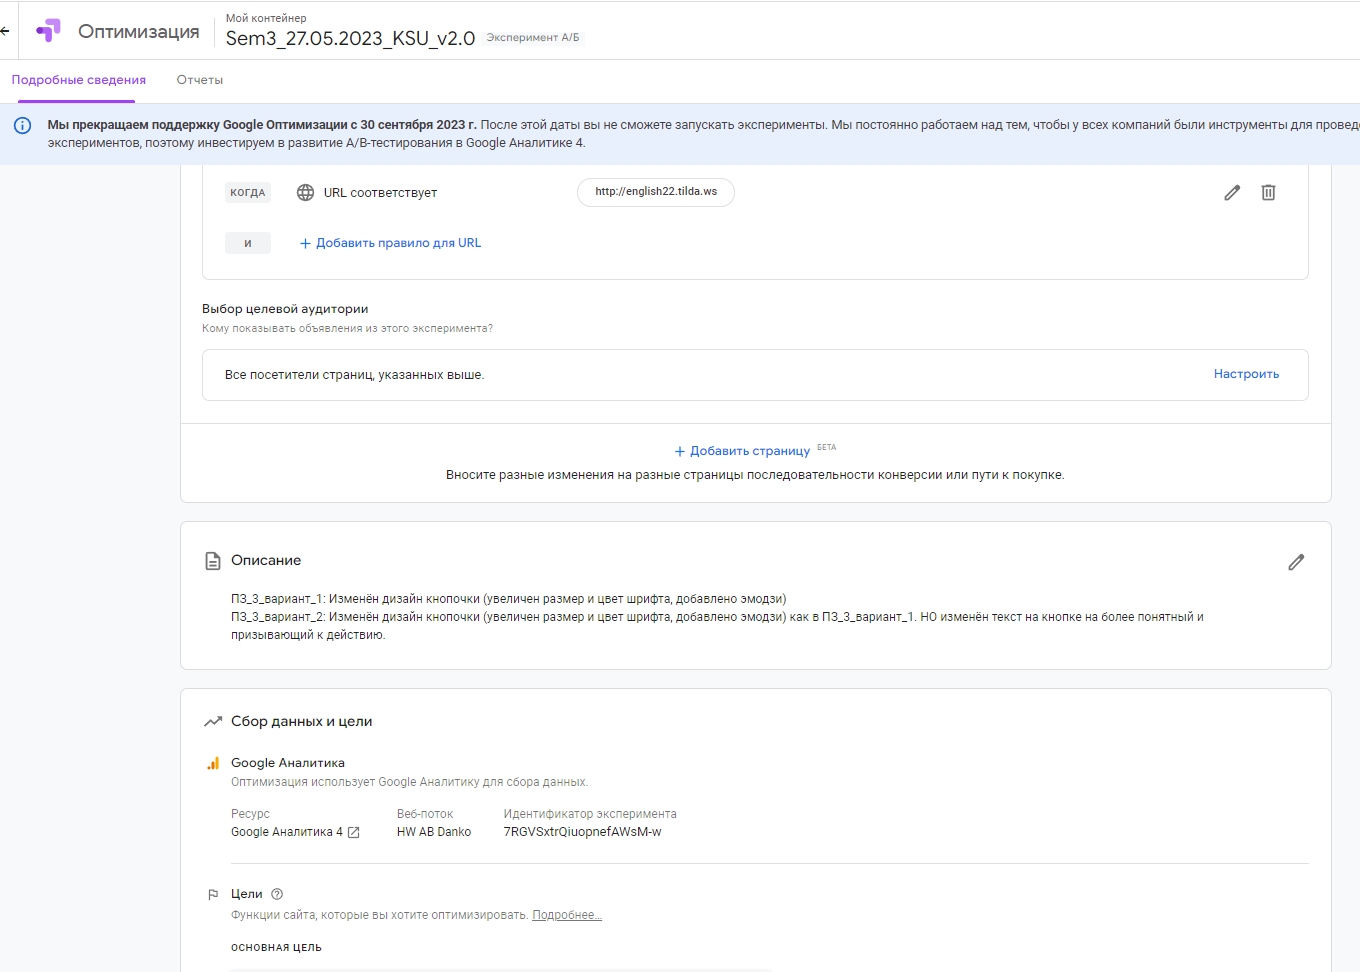 Мой контейнер
Оптимизация
Sem3_27.05.2023_KSU_v2.0 Эксперимент А/Б
Подробные сведения Отчеты
Мы прекращаем поддержку Google Оптимизации с 30 сентября 2023 г. После этой даты вы не сможете запускать эксперименты. Мы постоянно работаем над тем, чтобы у всех компаний были инструменты для провед
экспериментов, поэтому инвестируем в развитие A/B-тестирования в Google Аналитике 4.
КОГДА URL соответствует http://english22.tilda.ws
И + Добавить правило для URL
Выбор целевой аудитории
Кому показывать объявления из этого эксперимента?
Все посетители страниц, указанных выше. Настроить
+ Добавить страницу БЕТА
Вносите разные изменения на разные страницы последовательности конверсии или пути к покупке.
Описание
ПЗ_3_вариант_1: Изменён дизайн кнопочки (увеличен размер и цвет шрифта, добавлено эмодзи)
ПЗ_3_вариант_2: Изменён дизайн кнопочки (увеличен размер и цвет шрифта, добавлено эмодзи) как в ПЗ_3_вариант_1. НО изменён текст на кнопке на более понятный и
призывающий к действию.
Сбор данных и цели
Google Аналитика
Оптимизация использует Google Аналитику для сбора данных.
Ресурс Веб-поток Идентификатор эксперимента
Google Аналитика 4 HW AB Danko 7RGVSxtrQiuopnefAWsM-w
Цели
Функции сайта, которые вы хотите оптимизировать. Подробнее...
ОСНОВНАЯ ЦЕЛЬ